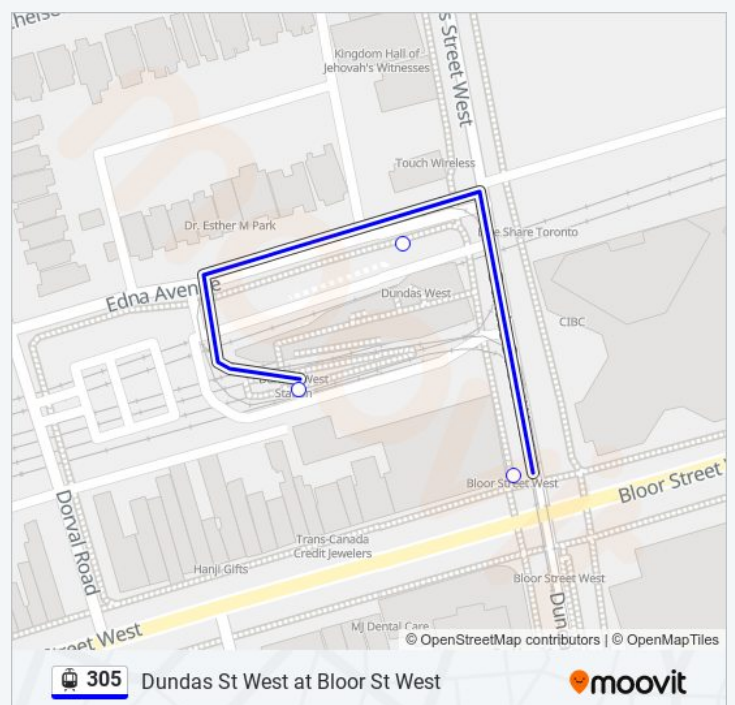 Kingdom Hall of
Jehovah's Witnesses
s Street West
Touch Wireless
Dr. Esther M Park
Share Toronto
Edna Avenue
Dundas West
CIBC
West
Bloor Street West
Bloor Street
Dorval Road
Trans-Canada
Credit Jewelers
Hanji Gifts
Bloor Street West
Dun
MJ Dental Care
street West
© OpenStreetMap contributors | © OpenMapTiles
305 Dundas St West at Bloor St West
moovit